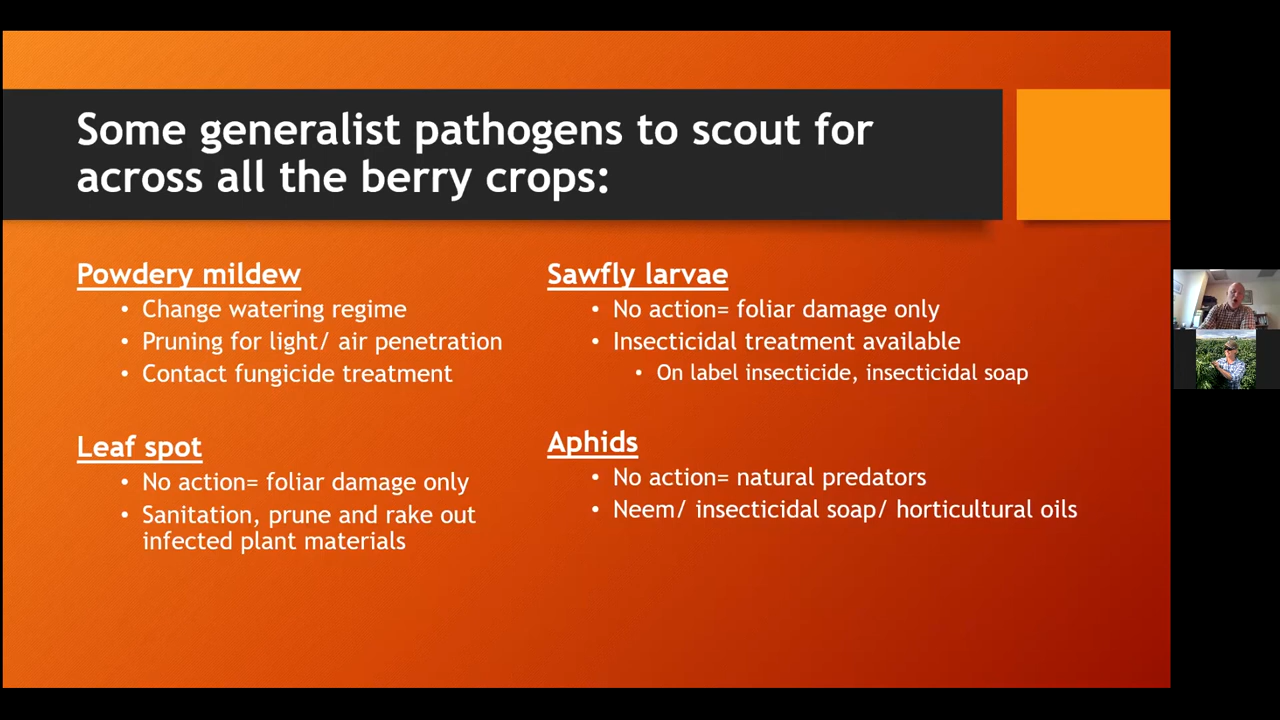 Some generalist pathogens to scout for
across all the berry crops:
Powdery mildew
• Change watering regime
• Pruning for light/ air penetration
• Contact fungicide treatment
Leaf spot
• No action= foliar damage only
• Sanitation, prune and rake out
infected plant materials
Sawfly larvae
• No action= foliar damage only
• Insecticidal treatment available
• On label insecticide, insecticidal soap
Aphids
• No action= natural predators
• Neem/ insecticidal soap/ horticultural oils